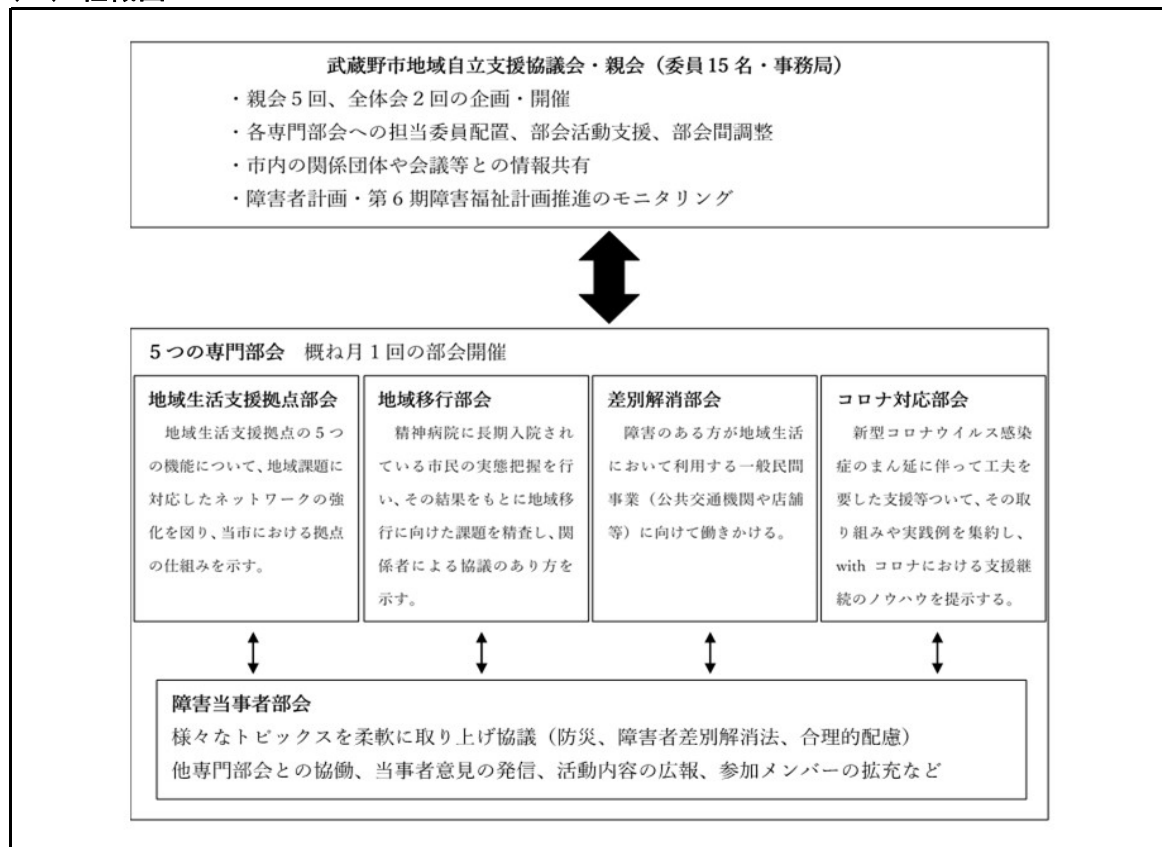 武蔵野市地域自立支援協議会・親会（委員15名・事務局）
・親会５回、全体会２回の企画・開催
・各専門部会への担当委員配置、部会活動支援、部会間調整
・市内の関係団体や会議等との情報共有
・障害者計画・第６期障害福祉計画推進のモニタリング
５つの専門部会　概ね月１回の部会開催
地域生活支援拠点部会
地域生活支援拠点の５つ
の機能について、地域課題に
対応したネットワークの強
化を図り、当市における拠点
の仕組みを示す。
地域移行部会
精神病院に長期入院され
ている市民の実態把握を行
い、その結果をもとに地域移
行に向けた課題を精査し、関
係者による協議のあり方を
示す。
差別解消部会
障害のある方が地域生活
において利用する一般民間
事業（公共交通機関や店舗
等）に向けて働きかける。
コロナ対応部会
新型コロナウイルス感染
症のまん延に伴って工夫を
要した支援等ついて、その取
り組みや実践例を集約し、
with コロナにおける支援継
続のノウハウを提示する。
障害当事者部会
様々なトピックスを柔軟に取り上げ協議（防災、障害者差別解消法、合理的配慮）
他専門部会との協働、当事者意見の発信、活動内容の広報、参加メンバーの拡充など